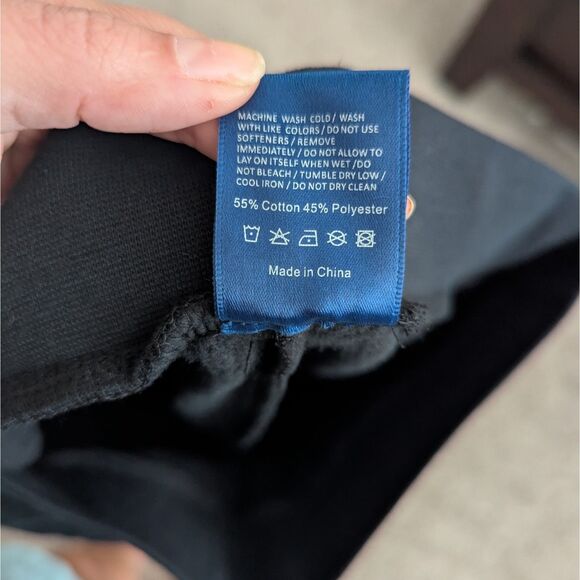 MACHINE WASH COLD / WASH
WITH LIKE COLORS / DO NOT USE
SOFTENERS / REMOVE
IMMEDIATELY / DO NOT ALLOW TO
LAY ON ITSELF WHEN WET / DO
NOT BLEACH / TUMBLE DRY LOW /
COOL IRON / DO NOT DRY CLEAN
55% Cotton 45% Polyester
Made in China